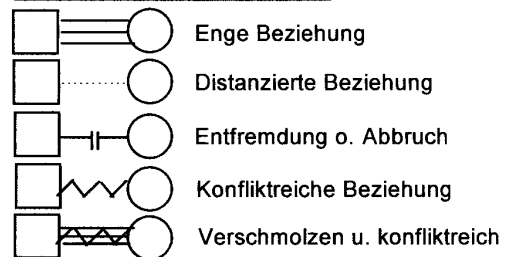 Enge Beziehung
Distanzierte Beziehung
Entfremdung o. Abbruch
Konfliktreiche Beziehung
Verschmolzen u. konfliktreich